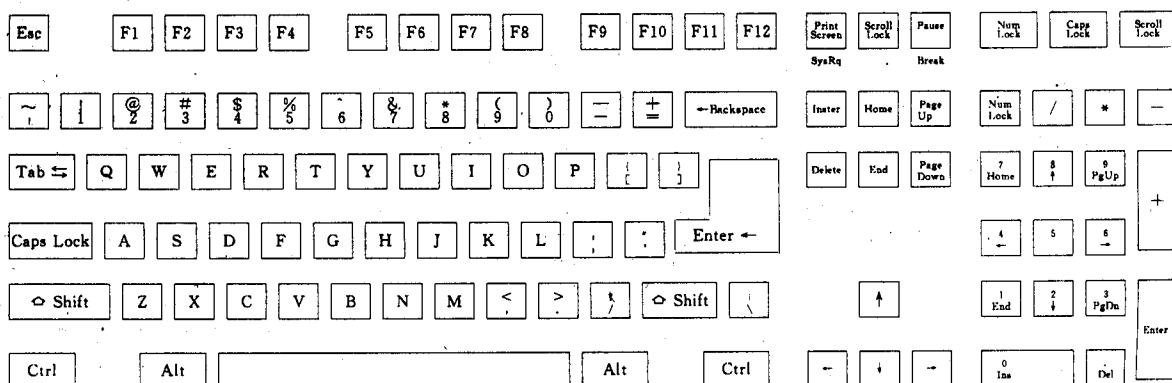 Esc F1 F2 F3 F4 F5 F6 F7 F8 F9 F10 F11 F12 Print Screen Scroll Lock Pause Num Lock Caps Lock Scroll Lock
SysRq Break
~ @ # $ % ^ & * ( ) — +
1 2 3 4 5 6 7 8 9 0 — = ←Backspace Inster Home Page Up Num Lock / * —
Tab ⇆ Q W E R T Y U I O P { [ } ] Delete End Page Down 7 Home 8 ↑ 9 PgUp +
Caps Lock A S D F G H J K L Enter ← 4 ← 5 6 →
⇧ Shift Z X C V B N M < , > . / ⇧ Shift \ ↑ 1 End 2 ↓ 3 PgDn Enter
Ctrl Alt Alt Ctrl ← ↓ → 0 Ins Del